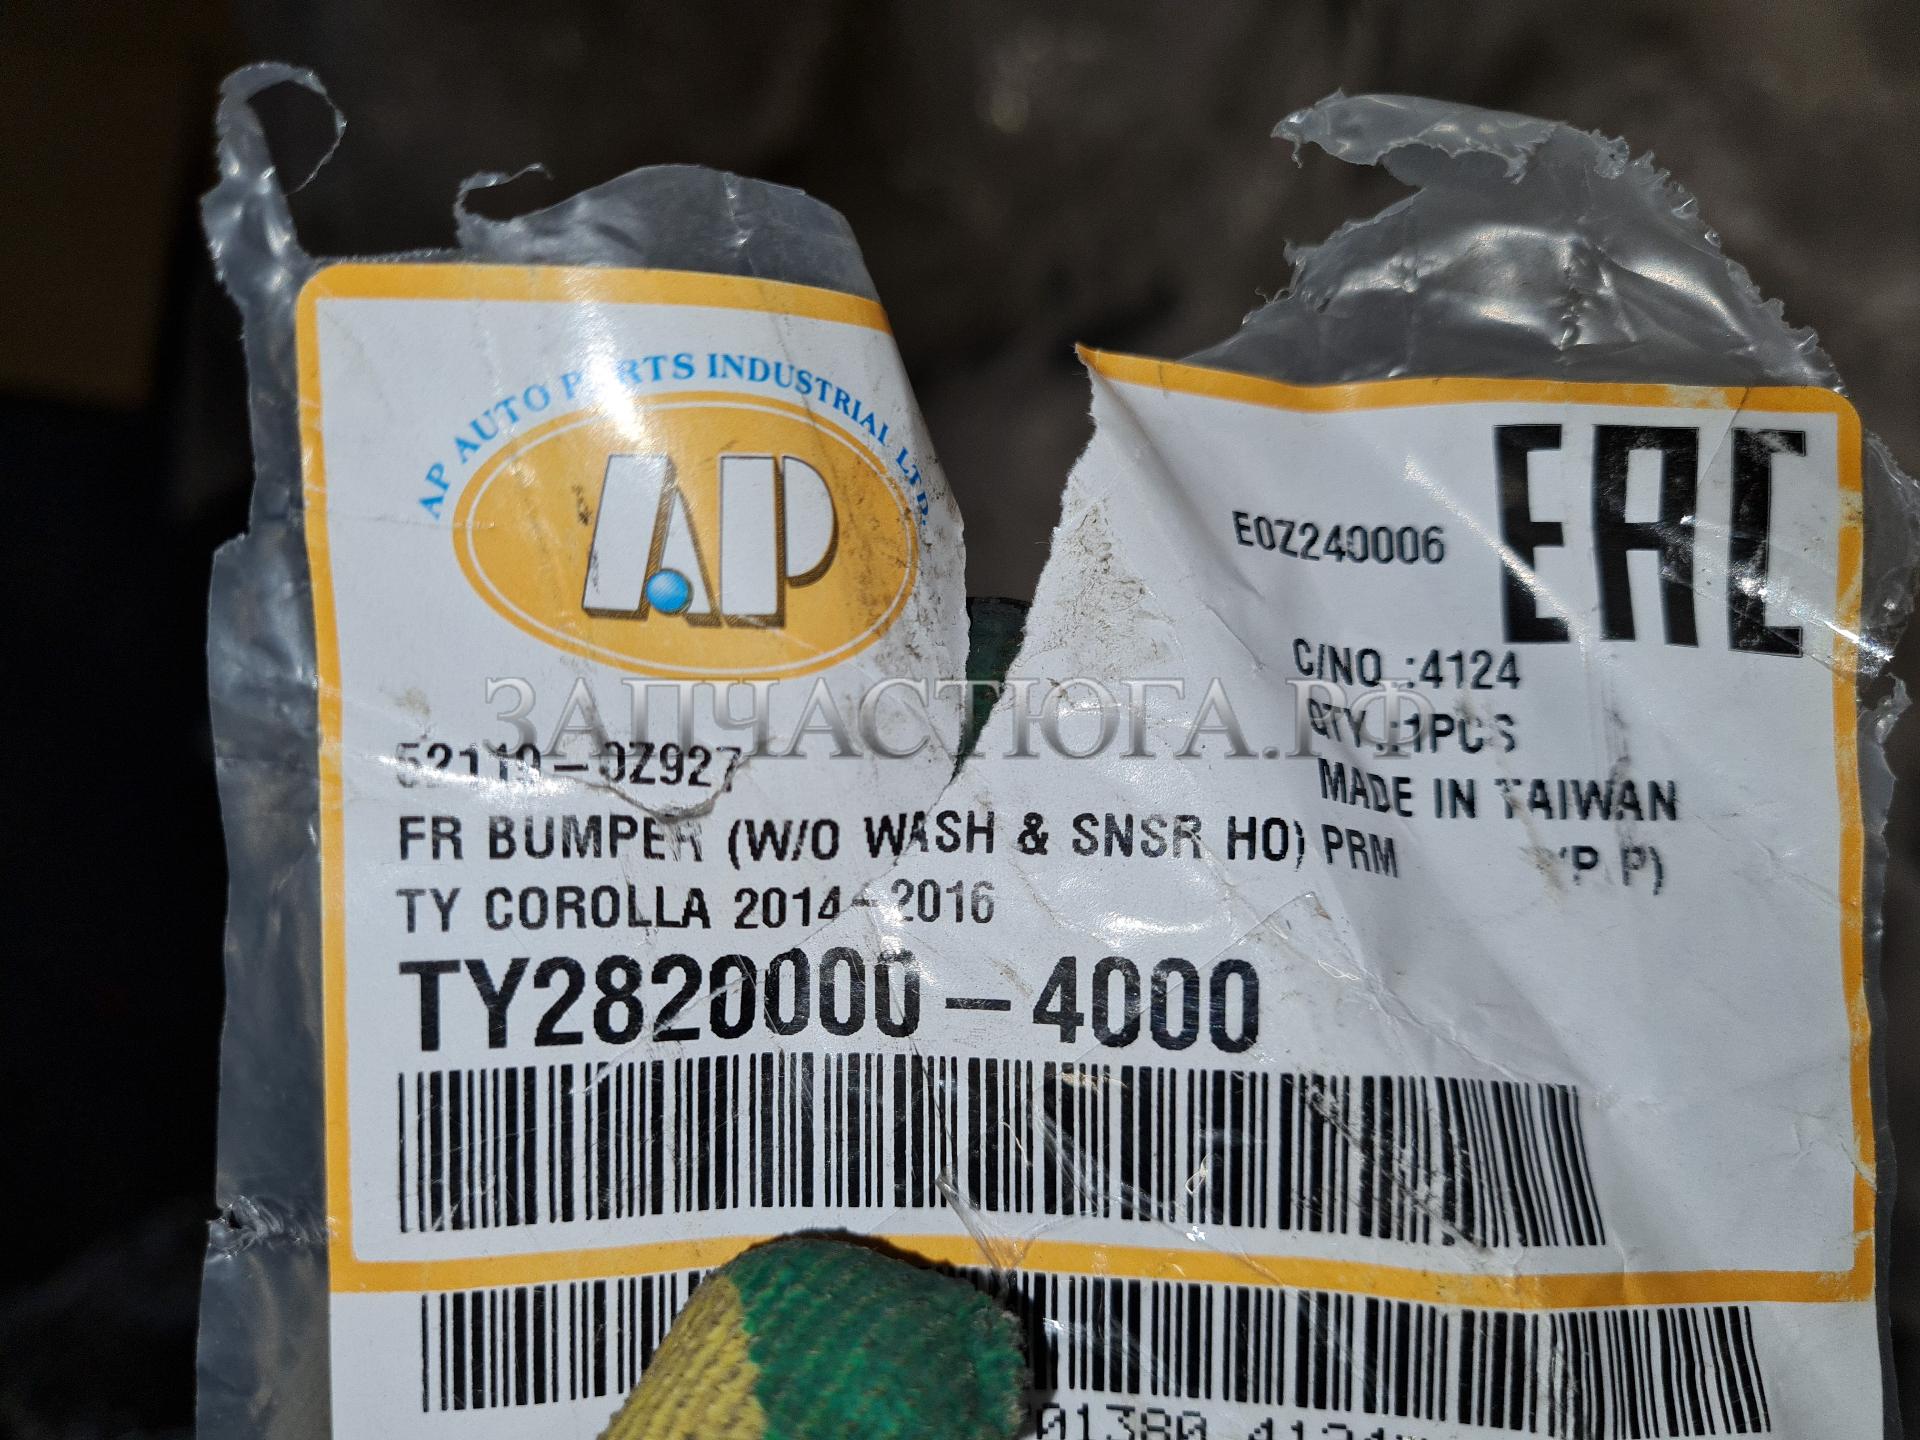 AP AUTO PARTS INDUSTRIAL LTD.
AP
EAC
E0Z240006
C/NO.:4124
ЗАПЧАСТЮГА.РФ
QTY.:1PCS
52119-0Z927
MADE IN TAIWAN
FR BUMPER (W/O WASH & SNSR HO) PRM (P.P)
TY COROLLA 2014-2016
TY2820000-4000